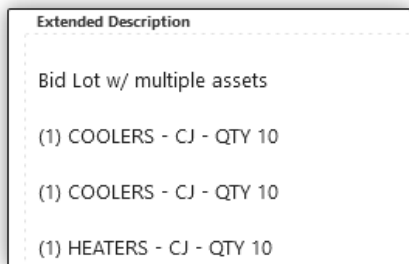 Extended Description
Bid Lot w/ multiple assets
(1) COOLERS - CJ - QTY 10
(1) COOLERS - CJ - QTY 10
(1) HEATERS - CJ - QTY 10